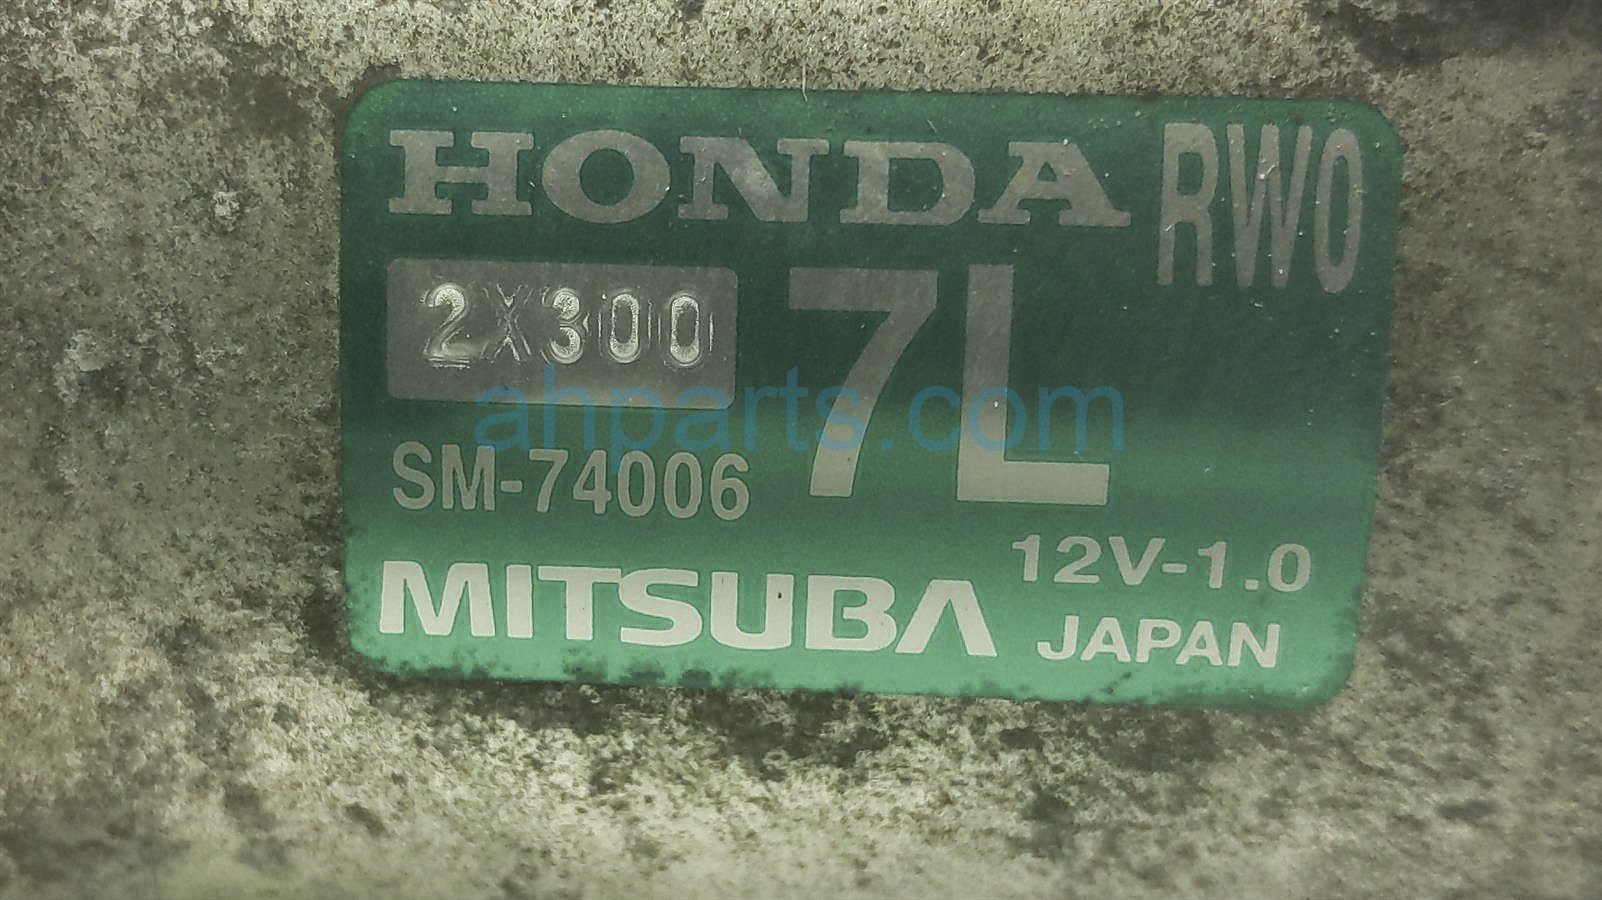 HONDA RW0
2X300 7L
SM-74006
ahparts.com
12V-1.0
MITSUBA JAPAN